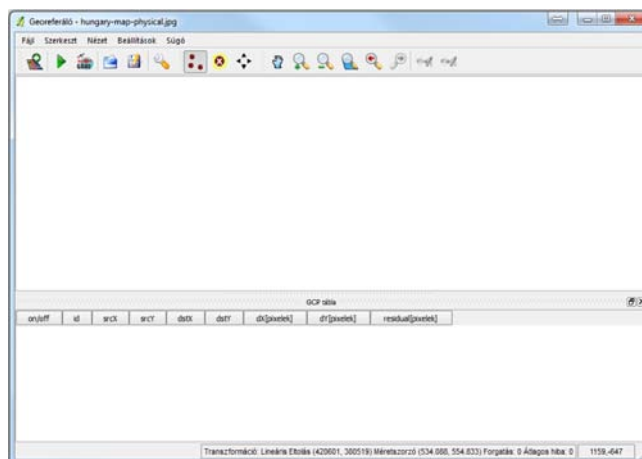 Georeferáló - hungary-map-physical.jpg
Fájl Szerkeszt Nézet Beállítások Súgó
GCP tábla
on/off id srcX srcY dstX dstY dX[pixelek] dY[pixelek] residual[pixelek]
Transzformáció: Lineáris Eltolás (420601, 300519) Méretszorzó (534.088, 554.833) Forgatás: 0 Átlagos hiba: 0 1159,-647